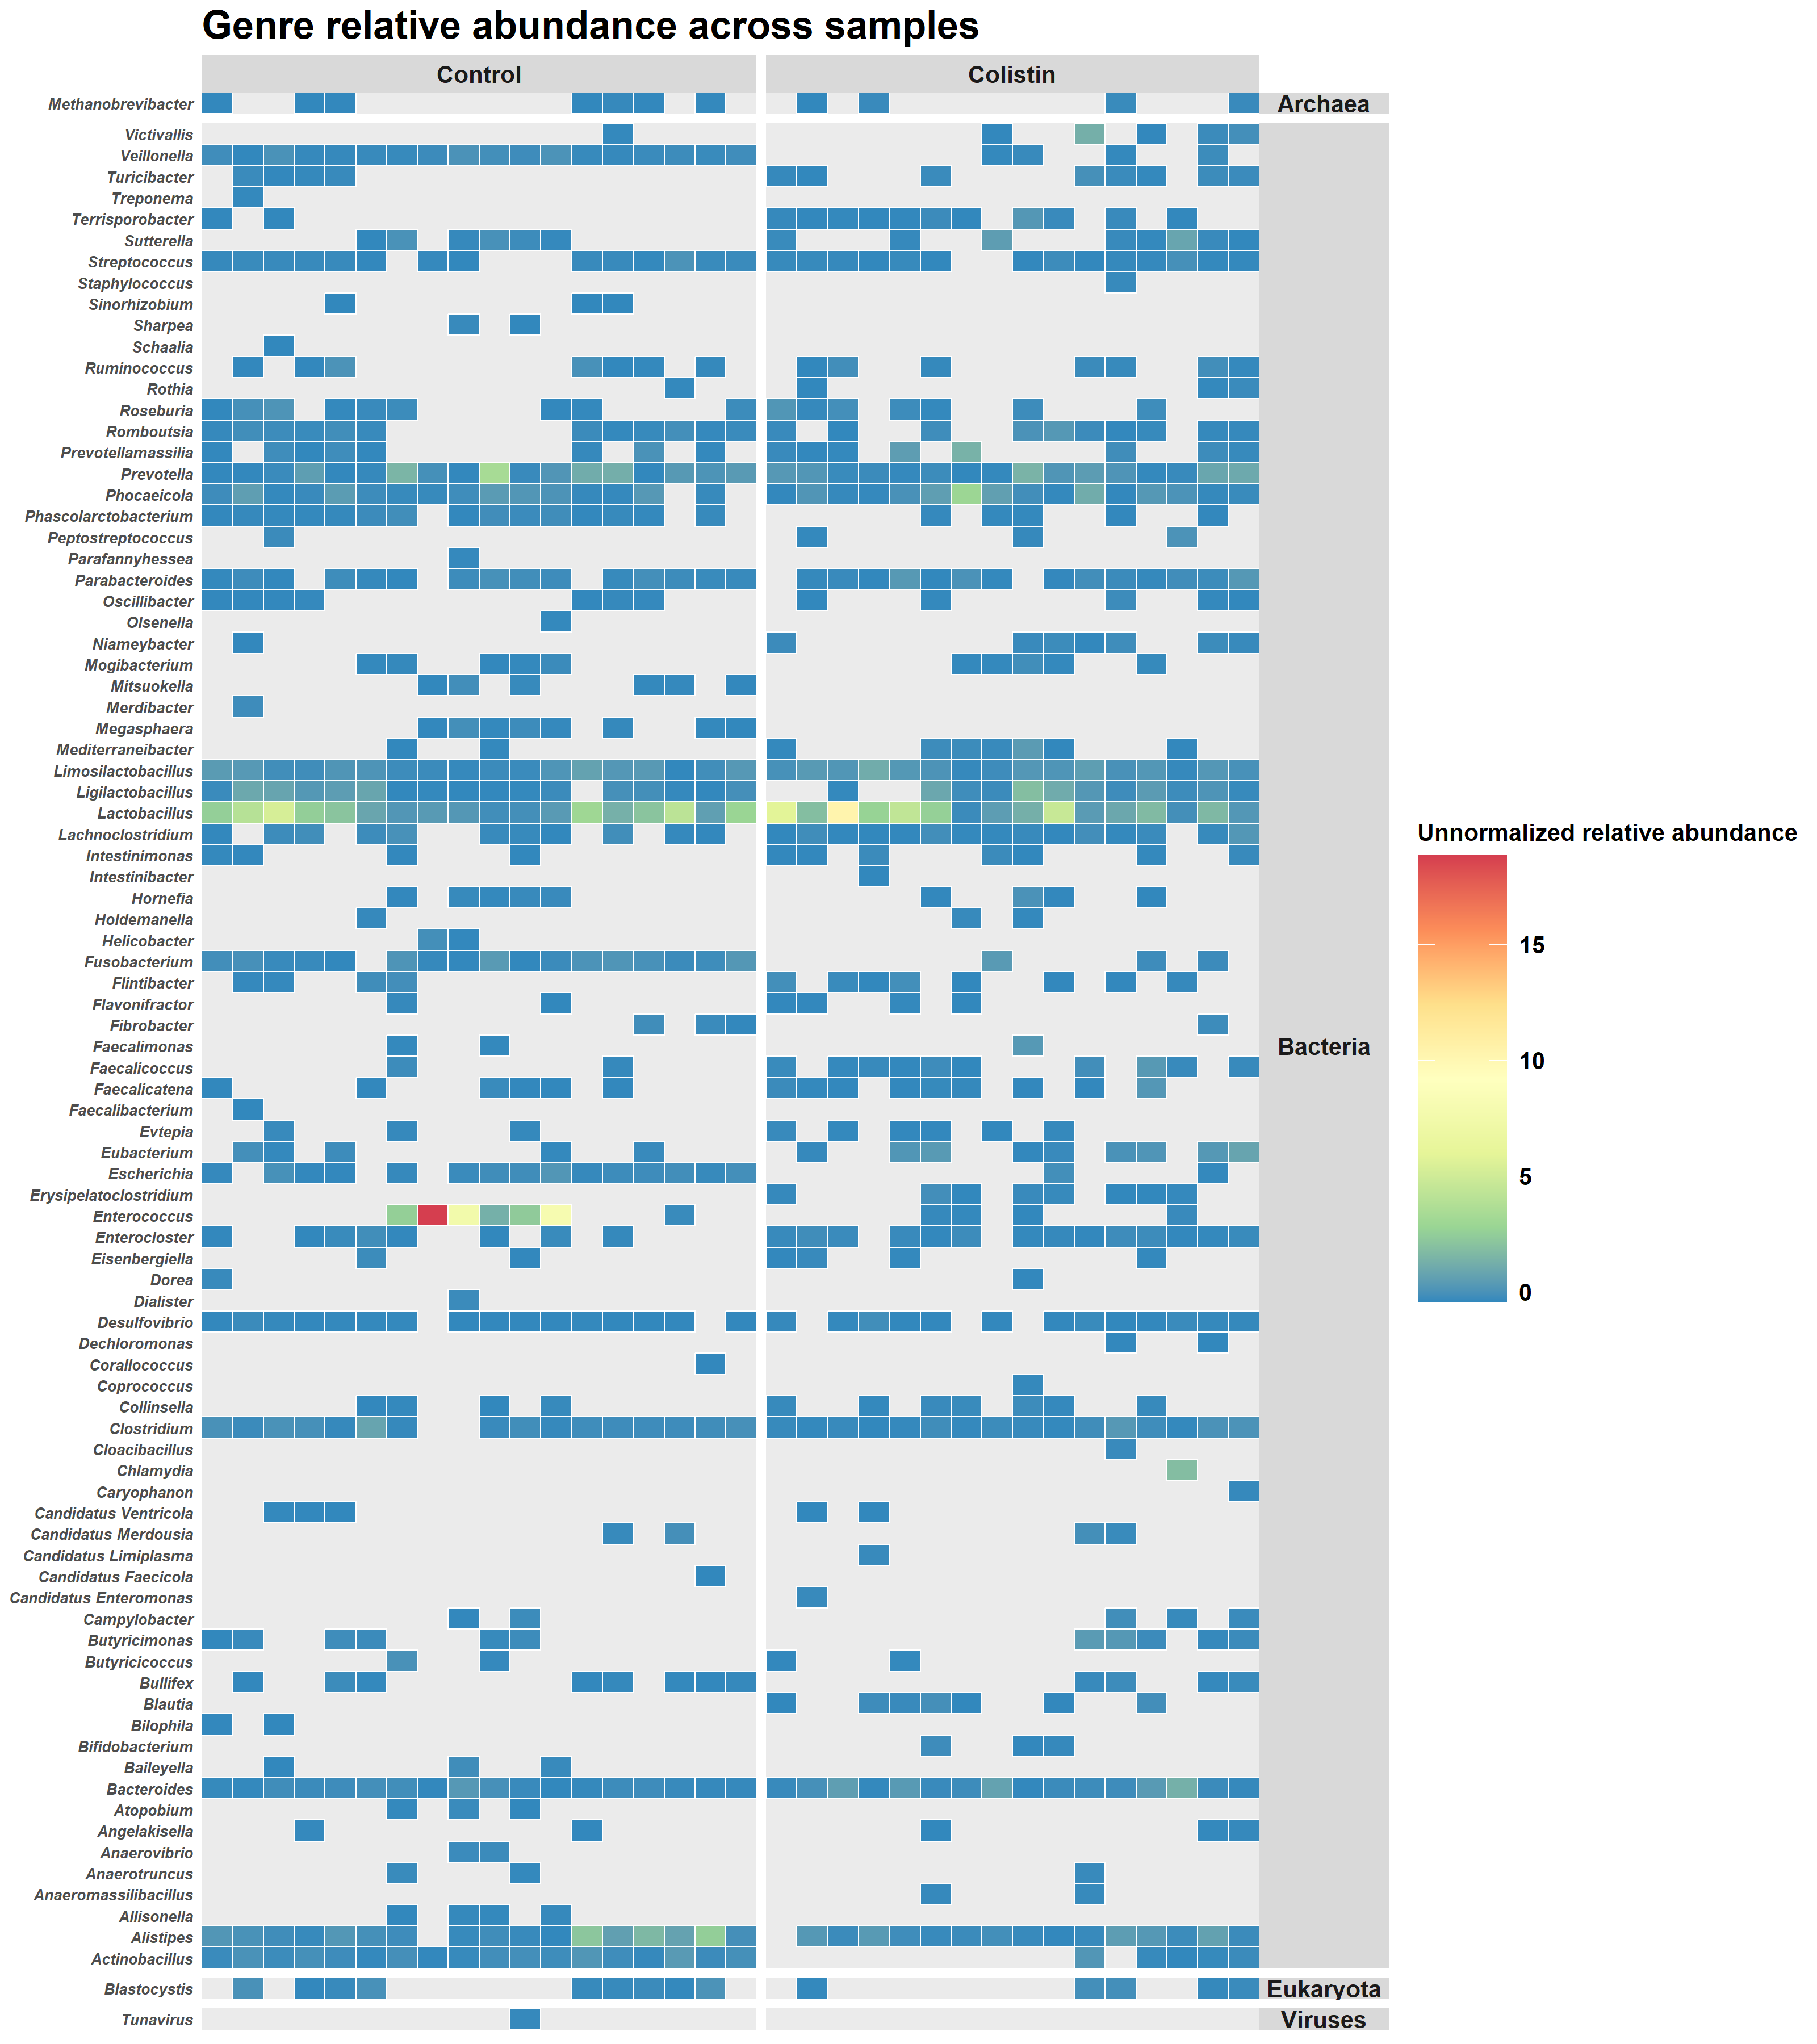 Genre relative abundance across samples
Control
Colistin
Methanobrevibacter
Archaea
Victivallis
Veillonella
Turicibacter
Treponema
Terrisporobacter
Sutterella
Streptococcus
Staphylococcus
Sinorhizobium
Sharpea
Schaalia
Ruminococcus
Rothia
Roseburia
Romboutsia
Prevotellamassilia
Prevotella
Phocaeicola
Phascolarctobacterium
Peptostreptococcus
Parafannyhessea
Parabacteroides
Oscillibacter
Olsenella
Niameybacter
Mogibacterium
Mitsuokella
Merdibacter
Megasphaera
Mediterraneibacter
Limosilactobacillus
Ligilactobacillus
Lactobacillus
Lachnoclostridium
Intestinimonas
Intestinibacter
Hornefia
Holdemanella
Helicobacter
Fusobacterium
Flintibacter
Flavonifractor
Fibrobacter
Faecalimonas
Faecalicoccus
Faecalicatena
Faecalibacterium
Evtepia
Eubacterium
Escherichia
Erysipelatoclostridium
Enterococcus
Enterocloster
Eisenbergiella
Dorea
Dialister
Desulfovibrio
Dechloromonas
Corallococcus
Coprococcus
Collinsella
Clostridium
Cloacibacillus
Chlamydia
Caryophanon
Candidatus Ventricola
Candidatus Merdousia
Candidatus Limiplasma
Candidatus Faecicola
Candidatus Enteromonas
Campylobacter
Butyricimonas
Butyricicoccus
Bullifex
Blautia
Bilophila
Bifidobacterium
Baileyella
Bacteroides
Atopobium
Angelakisella
Anaerovibrio
Anaerotruncus
Anaeromassilibacillus
Allisonella
Alistipes
Actinobacillus
Bacteria
Blastocystis
Eukaryota
Tunavirus
Viruses
Unnormalized relative abundance
15
10
5
0